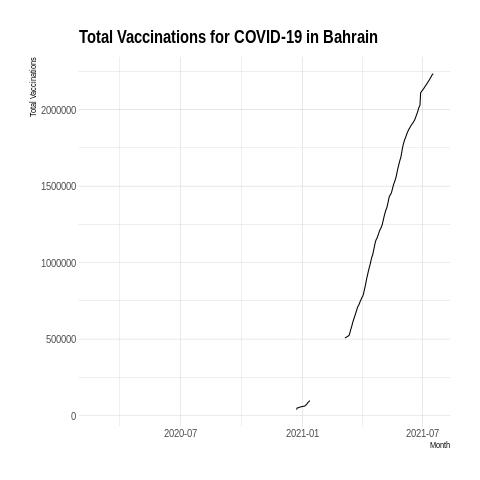 Total Vaccinations for COVID-19 in Bahrain
Total Vaccinations
2000000
1500000
1000000
500000
0
2020-07
2021-01
2021-07
Month